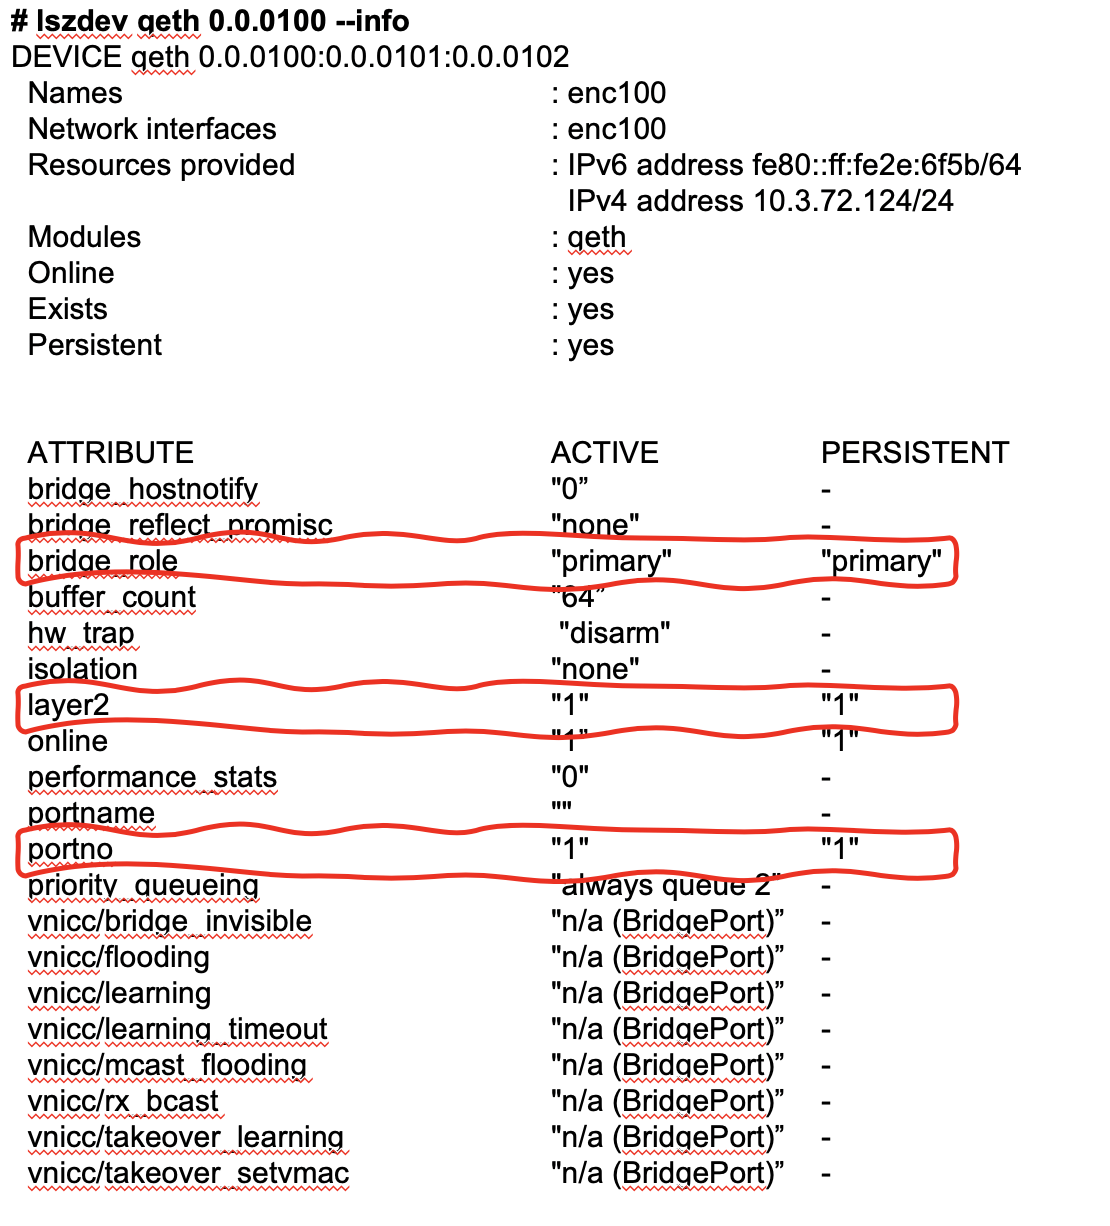 # lszdev qeth 0.0.0100 --info
DEVICE qeth 0.0.0100:0.0.0101:0.0.0102
Names : enc100
Network interfaces : enc100
Resources provided : IPv6 address fe80::ff:fe2e:6f5b/64
IPv4 address 10.3.72.124/24
Modules : qeth
Online : yes
Exists : yes
Persistent : yes
ATTRIBUTE ACTIVE PERSISTENT
bridge_hostnotify "0” -
bridge_reflect_promisc "none" -
bridge_role "primary" "primary"
buffer_count "64” -
hw_trap "disarm" -
isolation "none" -
layer2 "1" "1"
online "1” "1"
performance_stats "0" -
portname "" -
portno "1" "1"
priority_queueing "always queue 2” -
vnicc/bridge_invisible "n/a (BridgePort)” -
vnicc/flooding "n/a (BridgePort)” -
vnicc/learning "n/a (BridgePort)” -
vnicc/learning_timeout "n/a (BridgePort)” -
vnicc/mcast_flooding "n/a (BridgePort)” -
vnicc/rx_bcast "n/a (BridgePort)” -
vnicc/takeover_learning "n/a (BridgePort)” -
vnicc/takeover_setvmac "n/a (BridgePort)” -